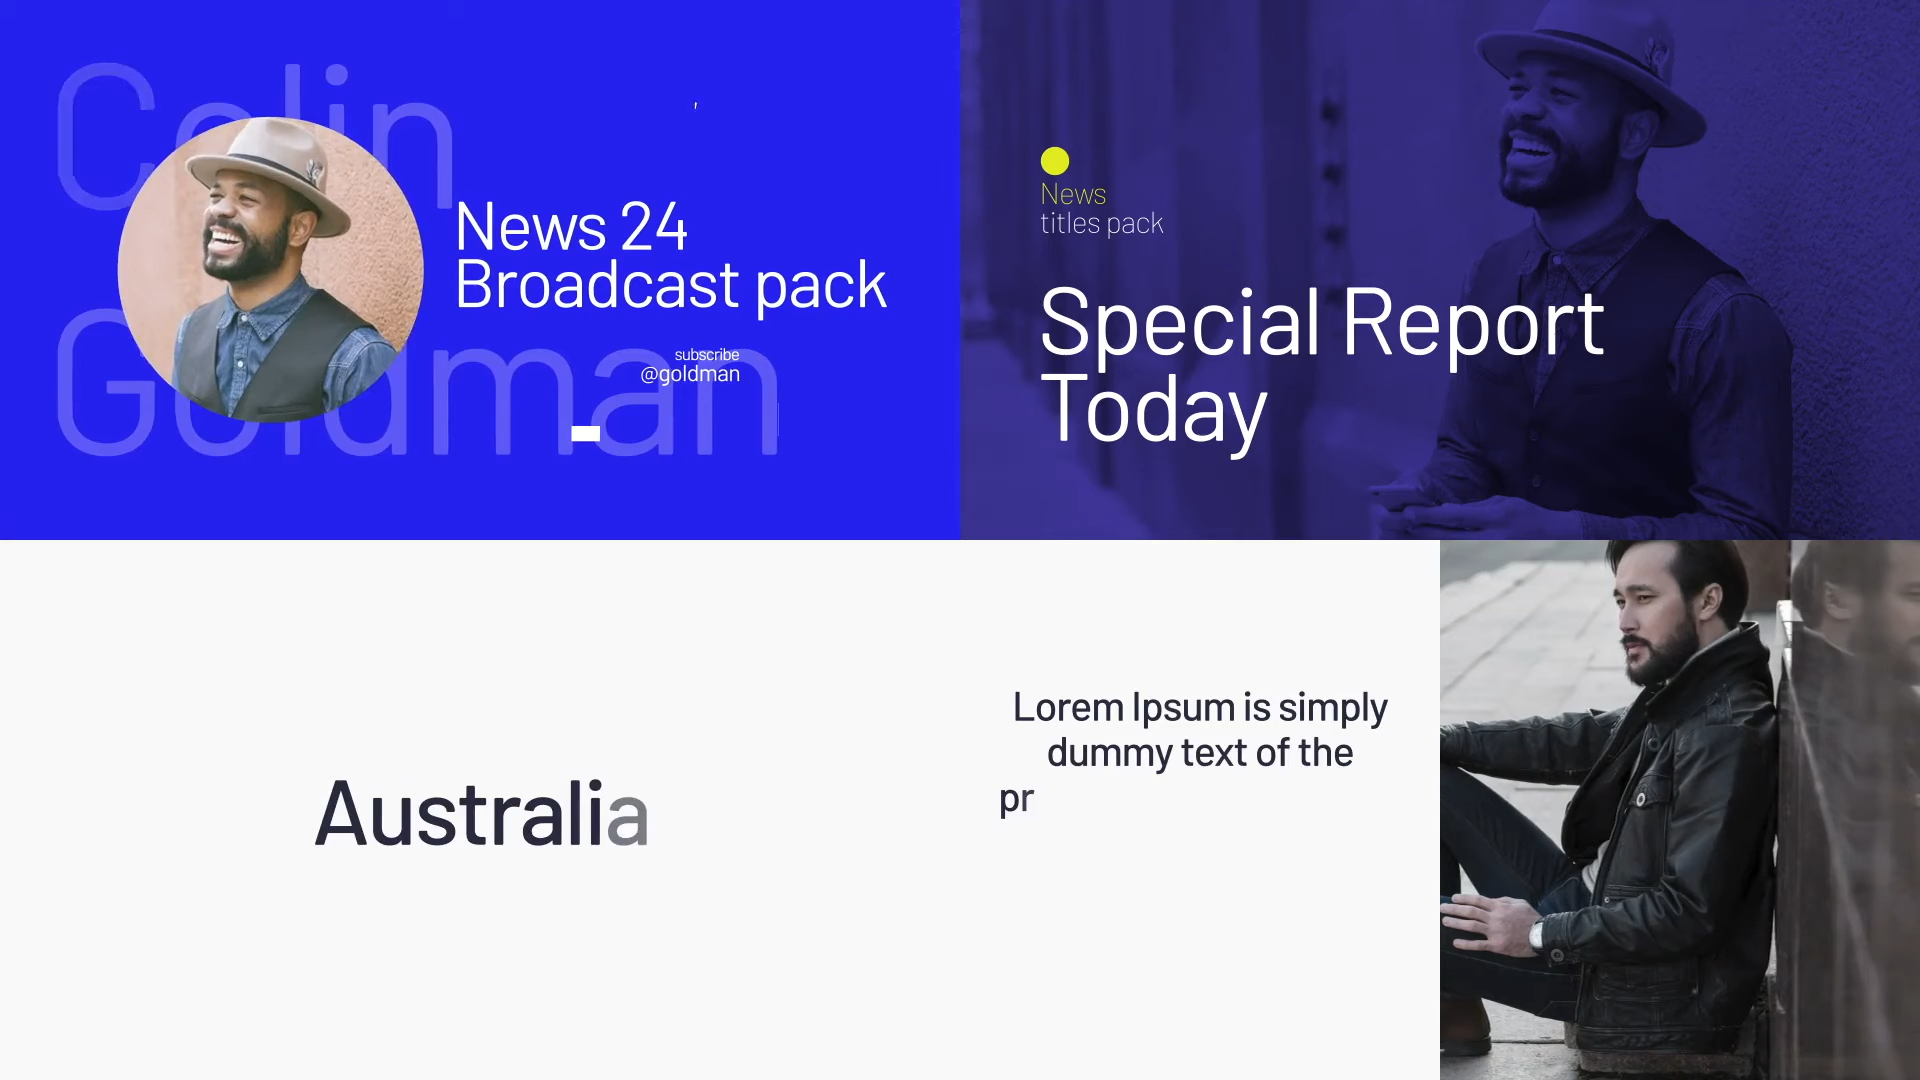 Colin
Goldman
News 24
Broadcast pack
subscribe
@goldman
News
titles pack
Special Report
Today
Australia
Lorem Ipsum is simply
dummy text of the
pr